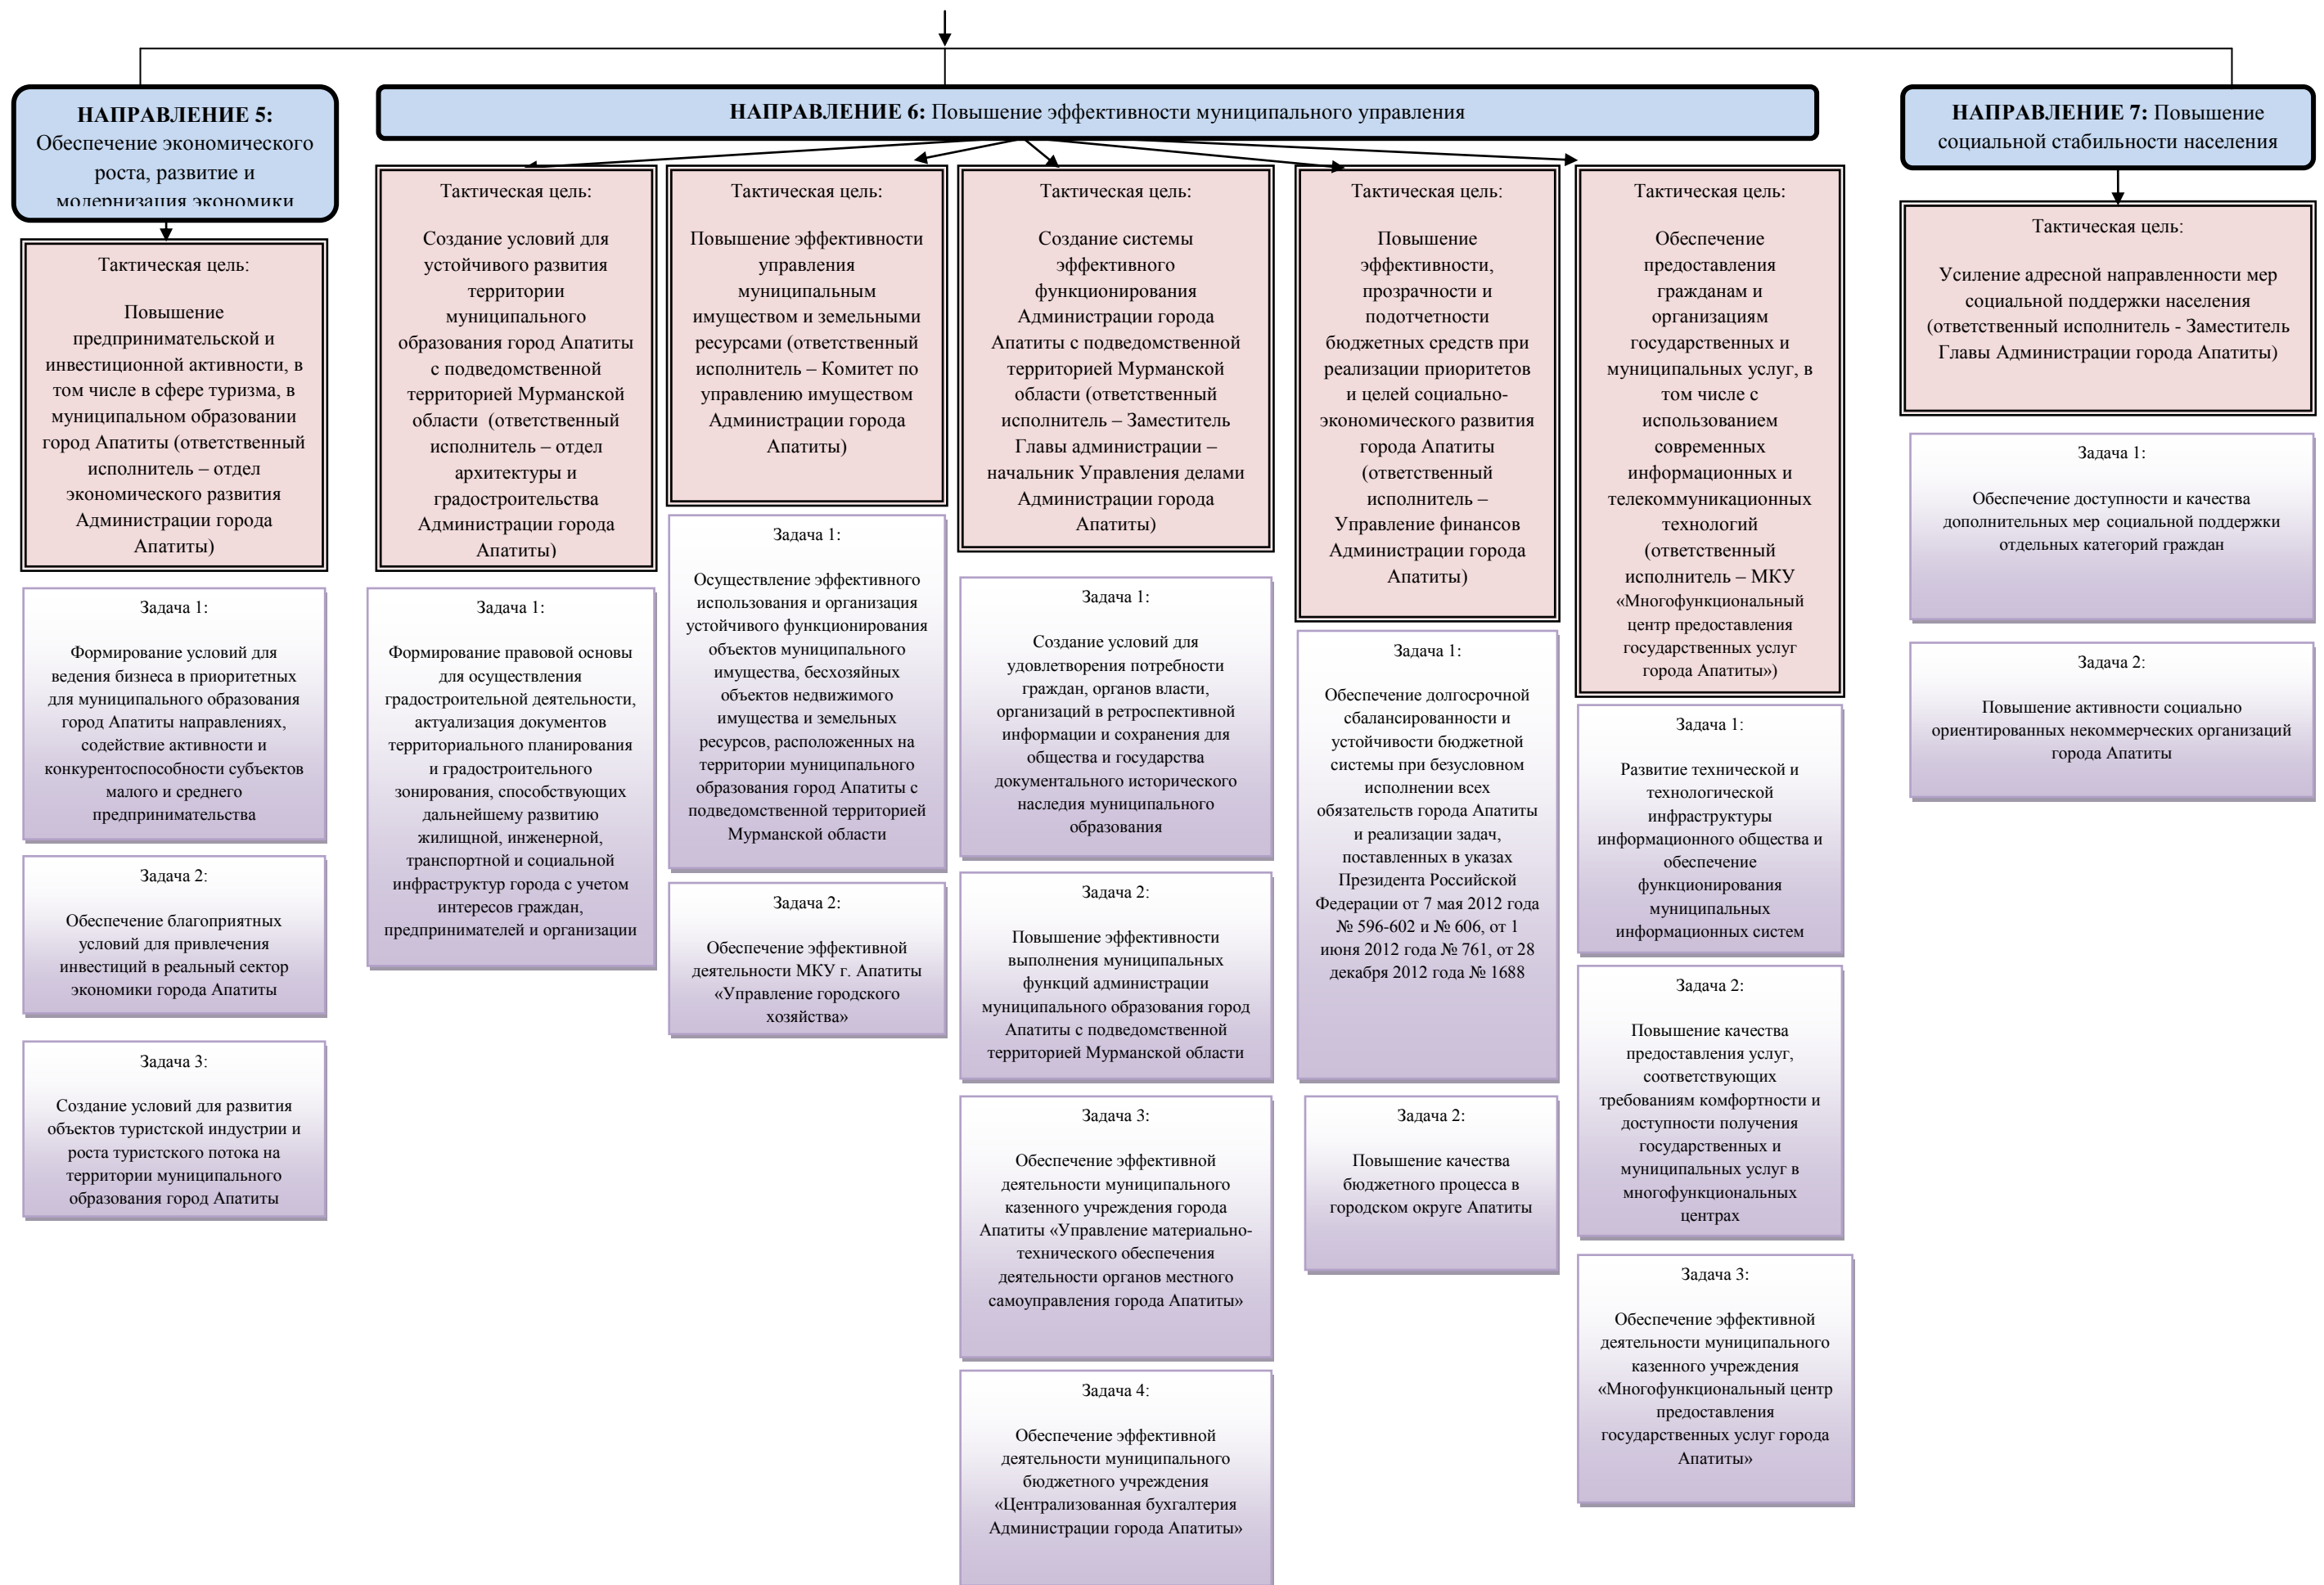 НАПРАВЛЕНИЕ 5:
Обеспечение экономического
роста, развитие и
модернизация экономики
Тактическая цель:
Повышение
предпринимательской и
инвестиционной активности, в
том числе в сфере туризма, в
муниципальном образовании
город Апатиты (ответственный
исполнитель – отдел
экономического развития
Администрации города
Апатиты)
Задача 1:
Формирование условий для
ведения бизнеса в приоритетных
для муниципального образования
город Апатиты направлениях,
содействие активности и
конкурентоспособности субъектов
малого и среднего
предпринимательства
Задача 2:
Обеспечение благоприятных
условий для привлечения
инвестиций в реальный сектор
экономики города Апатиты
Задача 3:
Создание условий для развития
объектов туристской индустрии и
роста туристского потока на
территории муниципального
образования город Апатиты
НАПРАВЛЕНИЕ 6: Повышение эффективности муниципального управления
Тактическая цель:
Создание условий для
устойчивого развития
территории
муниципального
образования город Апатиты
с подведомственной
территорией Мурманской
области (ответственный
исполнитель – отдел
архитектуры и
градостроительства
Администрации города
Апатиты)
Задача 1:
Формирование правовой основы
для осуществления
градостроительной деятельности,
актуализация документов
территориального планирования
и градостроительного
зонирования, способствующих
дальнейшему развитию
жилищной, инженерной,
транспортной и социальной
инфраструктур города с учетом
интересов граждан,
предпринимателей и организации
Тактическая цель:
Повышение эффективности
управления
муниципальным
имуществом и земельными
ресурсами (ответственный
исполнитель – Комитет по
управлению имуществом
Администрации города
Апатиты)
Задача 1:
Осуществление эффективного
использования и организация
устойчивого функционирования
объектов муниципального
имущества, бесхозяйных
объектов недвижимого
имущества и земельных
ресурсов, расположенных на
территории муниципального
образования город Апатиты с
подведомственной территорией
Мурманской области
Задача 2:
Обеспечение эффективной
деятельности МКУ г. Апатиты
«Управление городского
хозяйства»
Тактическая цель:
Создание системы
эффективного
функционирования
Администрации города
Апатиты с подведомственной
территорией Мурманской
области (ответственный
исполнитель – Заместитель
Главы администрации –
начальник Управления делами
Администрации города
Апатиты)
Задача 1:
Создание условий для
удовлетворения потребности
граждан, органов власти,
организаций в ретроспективной
информации и сохранения для
общества и государства
документального исторического
наследия муниципального
образования
Задача 2:
Повышение эффективности
выполнения муниципальных
функций администрации
муниципального образования город
Апатиты с подведомственной
территорией Мурманской области
Задача 3:
Обеспечение эффективной
деятельности муниципального
казенного учреждения города
Апатиты «Управление материально-
технического обеспечения
деятельности органов местного
самоуправления города Апатиты»
Задача 4:
Обеспечение эффективной
деятельности муниципального
бюджетного учреждения
«Централизованная бухгалтерия
Администрации города Апатиты»
Тактическая цель:
Повышение
эффективности,
прозрачности и
подотчетности
бюджетных средств при
реализации приоритетов
и целей социально-
экономического развития
города Апатиты
(ответственный
исполнитель –
Управление финансов
Администрации города
Апатиты)
Задача 1:
Обеспечение долгосрочной
сбалансированности и
устойчивости бюджетной
системы при безусловном
исполнении всех
обязательств города Апатиты
и реализации задач,
поставленных в указах
Президента Российской
Федерации от 7 мая 2012 года
№ 596-602 и № 606, от 1
июня 2012 года № 761, от 28
декабря 2012 года № 1688
Задача 2:
Повышение качества
бюджетного процесса в
городском округе Апатиты
Тактическая цель:
Обеспечение
предоставления
гражданам и
организациям
государственных и
муниципальных услуг, в
том числе с
использованием
современных
информационных и
телекоммуникационных
технологий
(ответственный
исполнитель – МКУ
«Многофункциональный
центр предоставления
государственных услуг
города Апатиты»)
Задача 1:
Развитие технической и
технологической
инфраструктуры
информационного общества и
обеспечение
функционирования
муниципальных
информационных систем
Задача 2:
Повышение качества
предоставления услуг,
соответствующих
требованиям комфортности и
доступности получения
государственных и
муниципальных услуг в
многофункциональных
центрах
Задача 3:
Обеспечение эффективной
деятельности муниципального
казенного учреждения
«Многофункциональный центр
предоставления
государственных услуг города
Апатиты»
НАПРАВЛЕНИЕ 7: Повышение
социальной стабильности населения
Тактическая цель:
Усиление адресной направленности мер
социальной поддержки населения
(ответственный исполнитель - Заместитель
Главы Администрации города Апатиты)
Задача 1:
Обеспечение доступности и качества
дополнительных мер социальной поддержки
отдельных категорий граждан
Задача 2:
Повышение активности социально
ориентированных некоммерческих организаций
города Апатиты